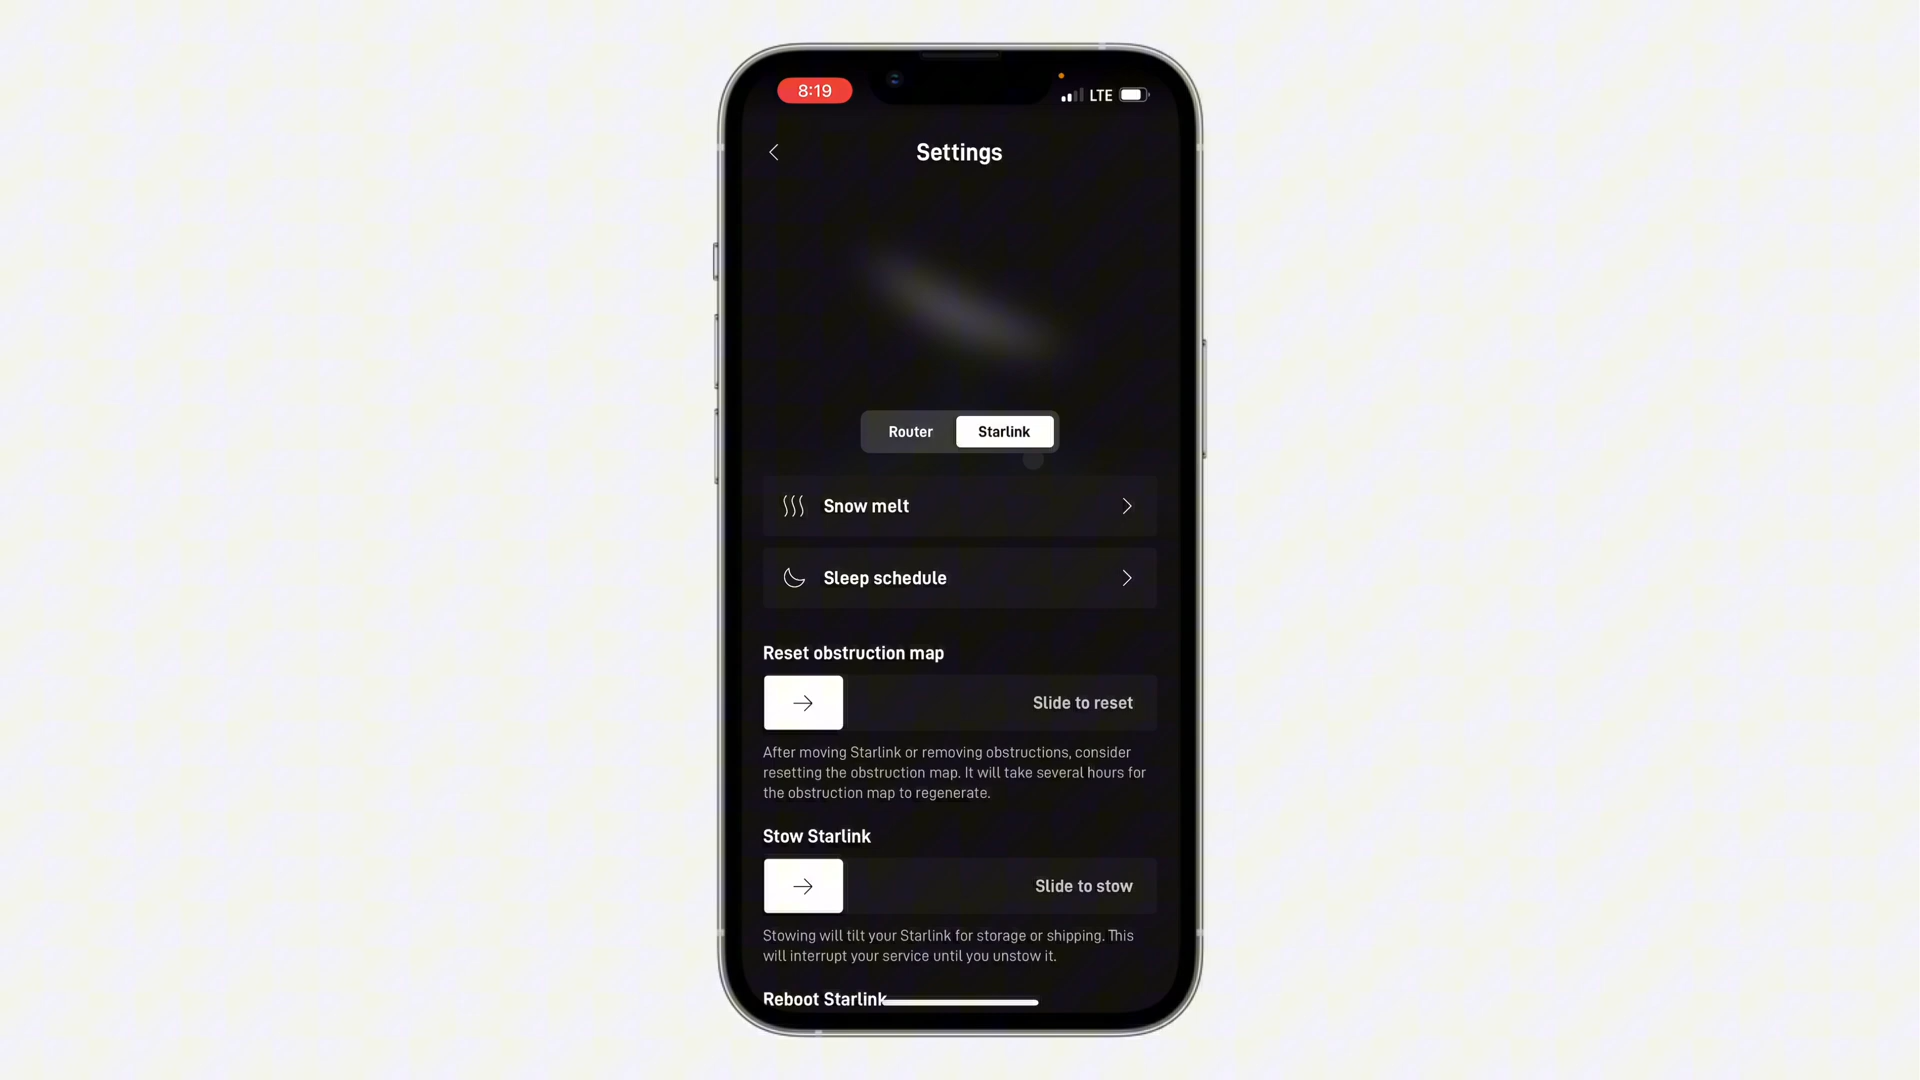 8:19
LTE
Settings
Router
Starlink
Snow melt
Sleep schedule
Reset obstruction map
Slide to reset
After moving Starlink or removing obstructions, consider
resetting the obstruction map. It will take several hours for
the obstruction map to regenerate.
Stow Starlink
Slide to stow
Stowing will tilt your Starlink for storage or shipping. This
will interrupt your service until you unstow it.
Reboot Starlink